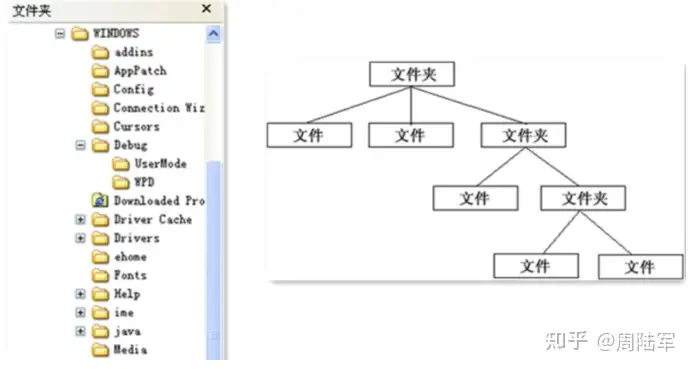 文件夹
WINDOWS
addins
AppPatch
Config
Connection Wiz
Cursors
Debug
UserMode
WPD
Downloaded Pro
Driver Cache
Drivers
ehome
Fonts
Help
ime
java
Media
文件夹
文件 文件 文件夹
文件 文件夹
文件 文件
知乎 @周陆军